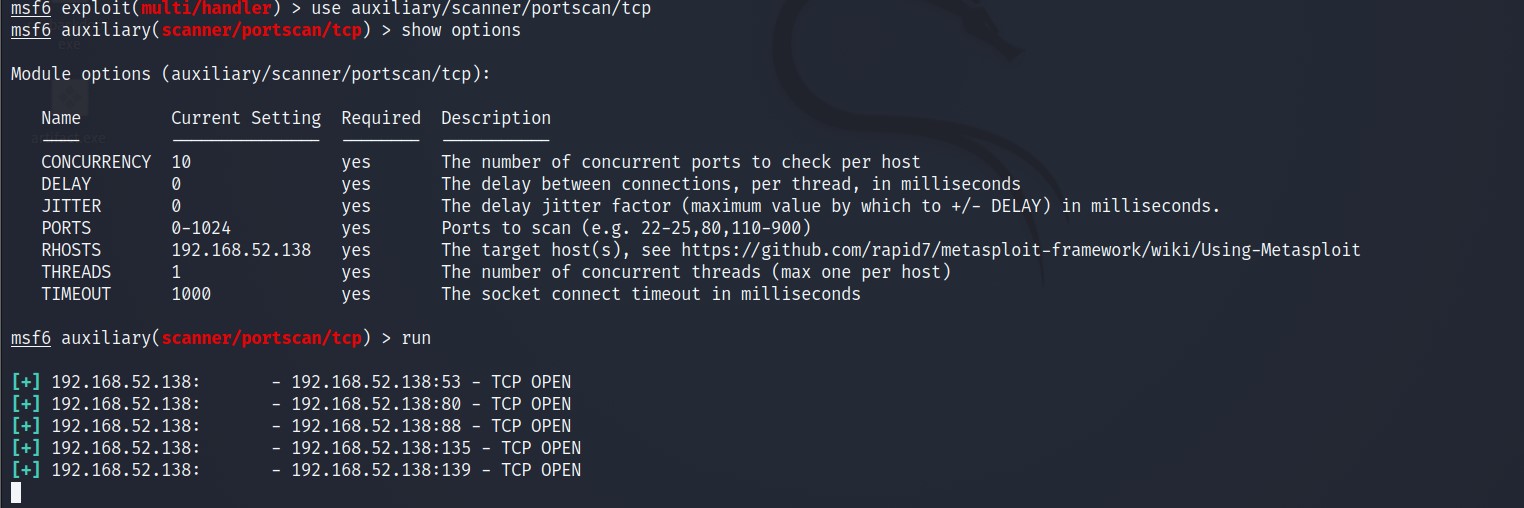 msf6 exploit(multi/handler) > use auxiliary/scanner/portscan/tcp
msf6 auxiliary(scanner/portscan/tcp) > show options
Module options (auxiliary/scanner/portscan/tcp):
Name Current Setting Required Description
CONCURRENCY 10 yes The number of concurrent ports to check per host
DELAY 0 yes The delay between connections, per thread, in milliseconds
JITTER 0 yes The delay jitter factor (maximum value by which to +/- DELAY) in milliseconds.
PORTS 0-1024 yes Ports to scan (e.g. 22-25,80,110-900)
RHOSTS 192.168.52.138 yes The target host(s), see https://github.com/rapid7/metasploit-framework/wiki/Using-Metasploit
THREADS 1 yes The number of concurrent threads (max one per host)
TIMEOUT 1000 yes The socket connect timeout in milliseconds
msf6 auxiliary(scanner/portscan/tcp) > run
[+] 192.168.52.138: - 192.168.52.138:53 - TCP OPEN
[+] 192.168.52.138: - 192.168.52.138:80 - TCP OPEN
[+] 192.168.52.138: - 192.168.52.138:88 - TCP OPEN
[+] 192.168.52.138: - 192.168.52.138:135 - TCP OPEN
[+] 192.168.52.138: - 192.168.52.138:139 - TCP OPEN